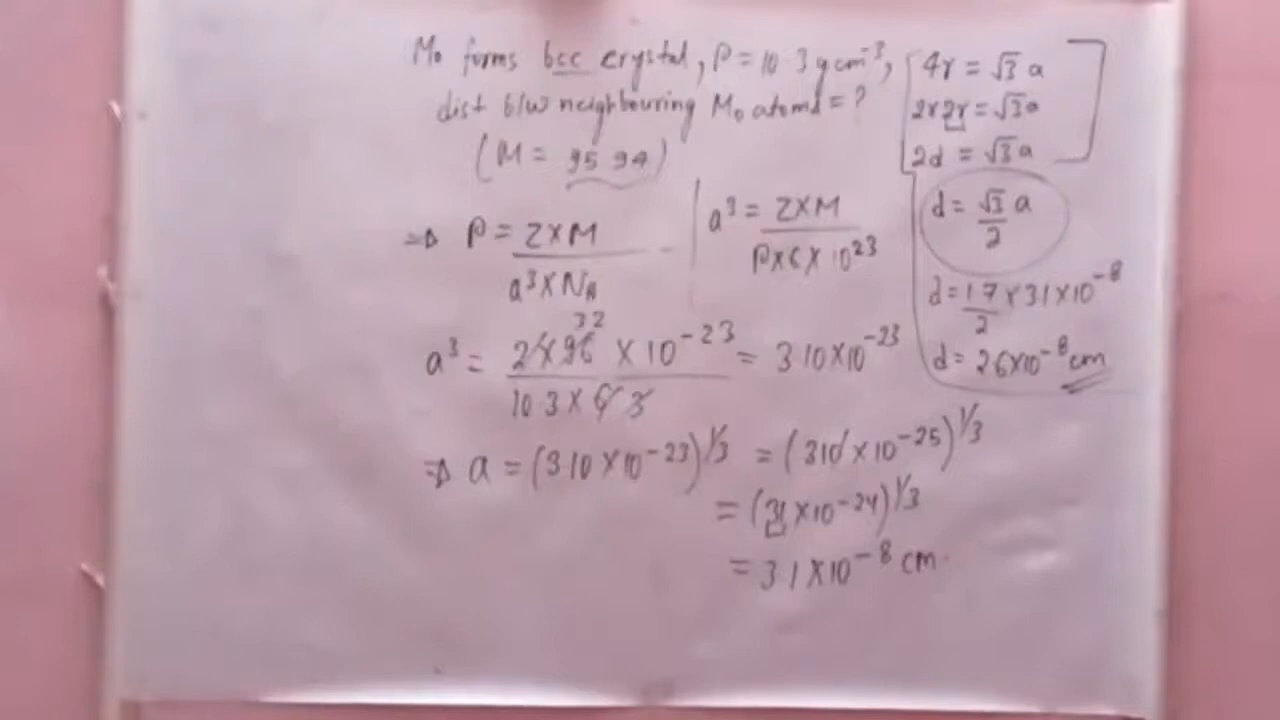 Mo forms bcc crystal, ρ = 10.3 g cm⁻³,
dist b/w neighbouring Mo atoms = ?
(M = 95.94)
⇒ ρ = Z×M / a³×N_A
a³ = Z×M / ρ×6×10²³
a³ = 2×96 32 × 10⁻²³ / 10.3 × 6 3 = 3.10×10⁻²³
⇒ a = (3.10×10⁻²³)^1/3 = (310×10⁻²⁵)^1/3
= (31×10⁻²⁴)^1/3
= 3.1×10⁻⁸ cm.
4r = √3 a
2×2r = √3a
2d = √3 a
d = √3/2 a
d = 1.7/2 × 3.1×10⁻⁸
d = 2.6×10⁻⁸ cm